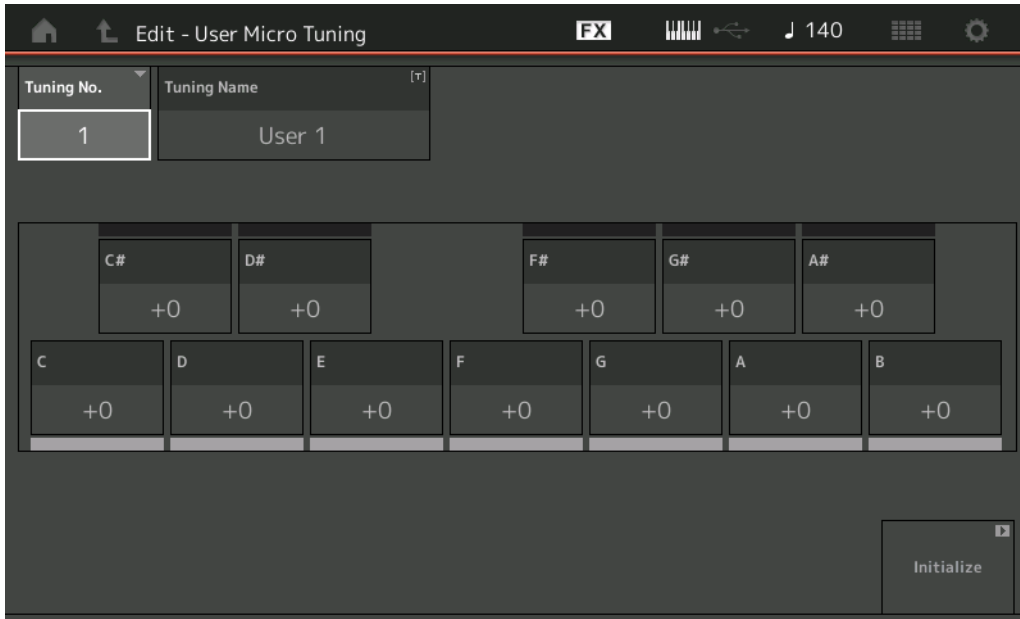 Edit - User Micro Tuning FX ♩ 140
Tuning No. Tuning Name [T]
1 User 1
C# D# F# G# A#
+0 +0 +0 +0 +0
C D E F G A B
+0 +0 +0 +0 +0 +0 +0
Initialize